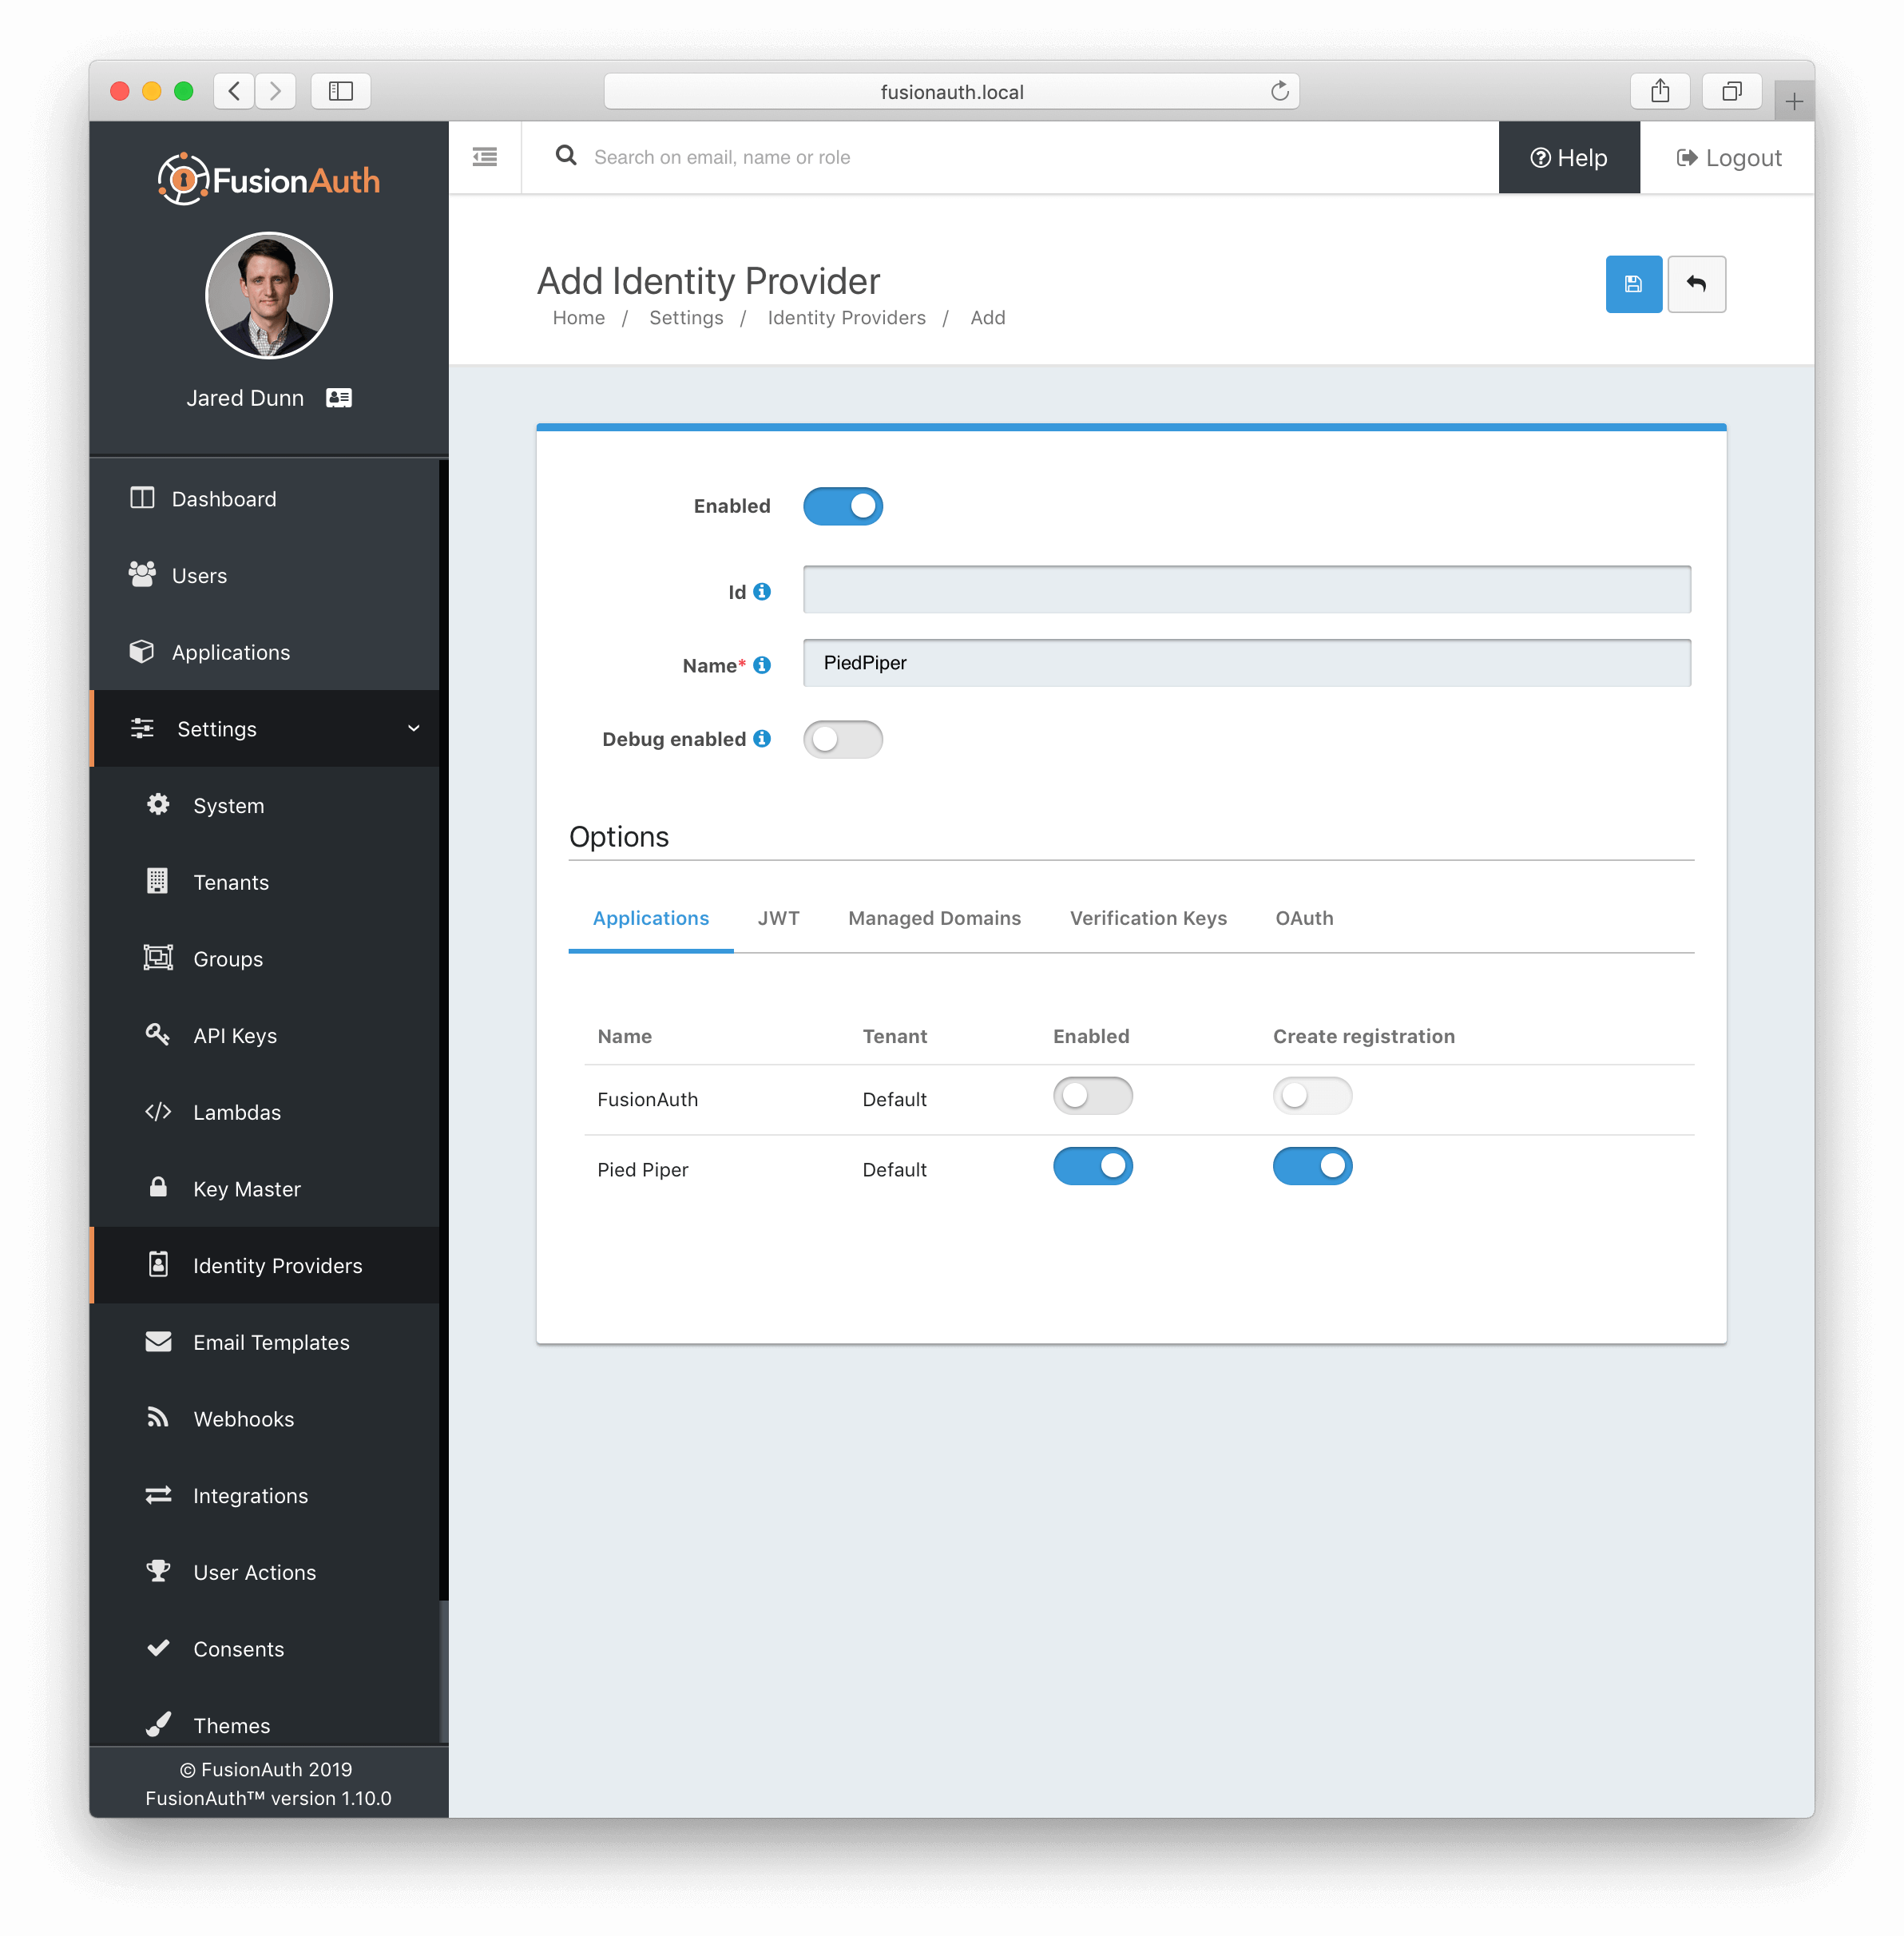 fusionauth.local
FusionAuth
Search on email, name or role
Help
Logout
Jared Dunn
Dashboard
Users
Applications
Settings
System
Tenants
Groups
API Keys
Lambdas
Key Master
Identity Providers
Email Templates
Webhooks
Integrations
User Actions
Consents
Themes
© FusionAuth 2019
FusionAuth™ version 1.10.0
Add Identity Provider
Home / Settings / Identity Providers / Add
Enabled
Id
Name* PiedPiper
Debug enabled
Options
Applications JWT Managed Domains Verification Keys OAuth
Name Tenant Enabled Create registration
FusionAuth Default
Pied Piper Default